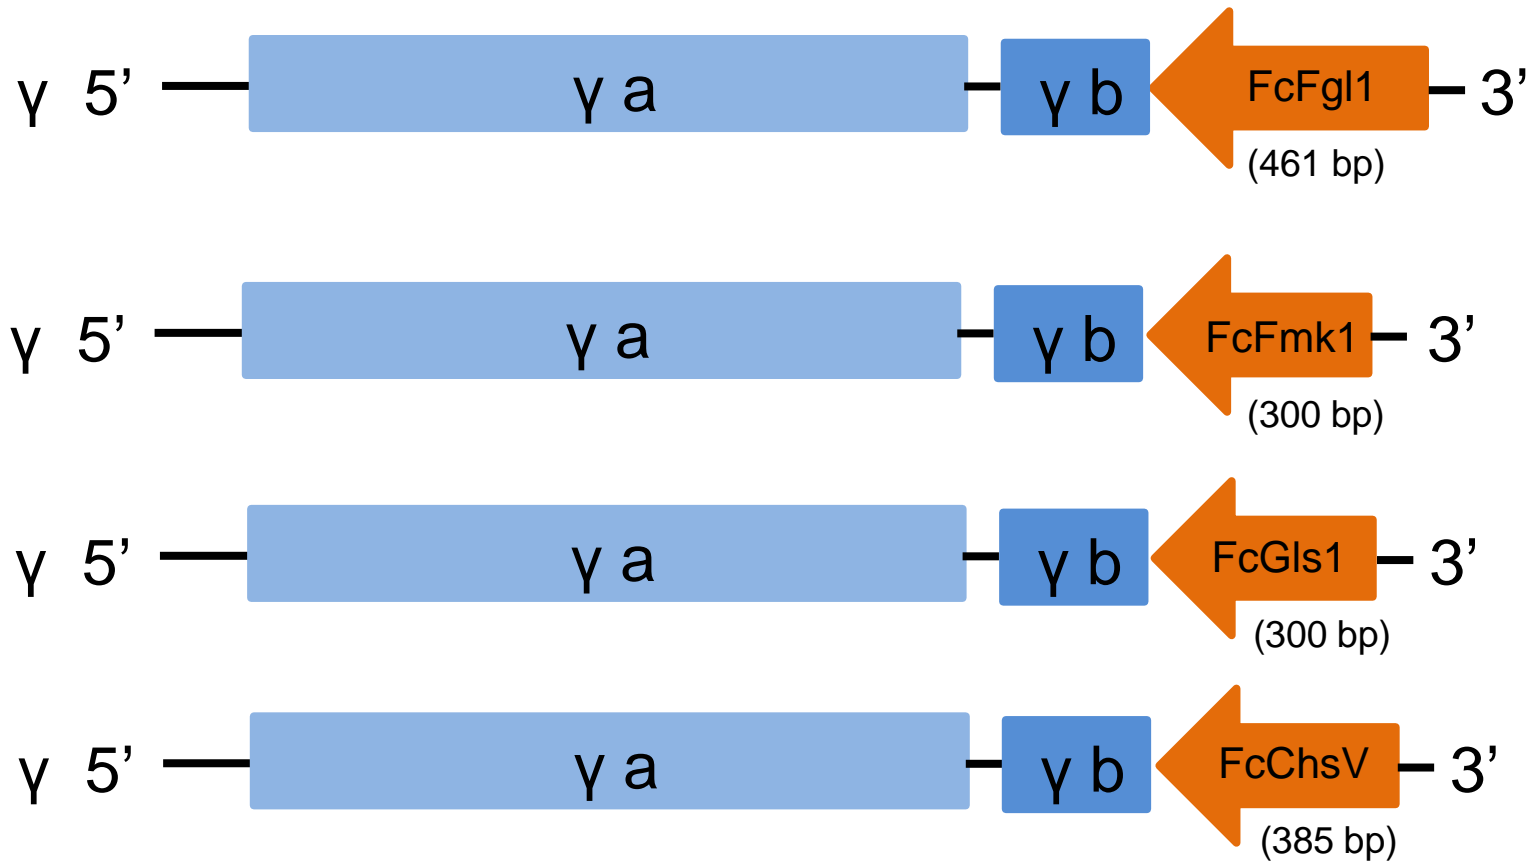 γ 5’ γ a γ b FcFgl1 3’
(461 bp)
γ 5’ γ a γ b FcFmk1 3’
(300 bp)
γ 5’ γ a γ b FcGls1 3’
(300 bp)
γ 5’ γ a γ b FcChsV 3’
(385 bp)